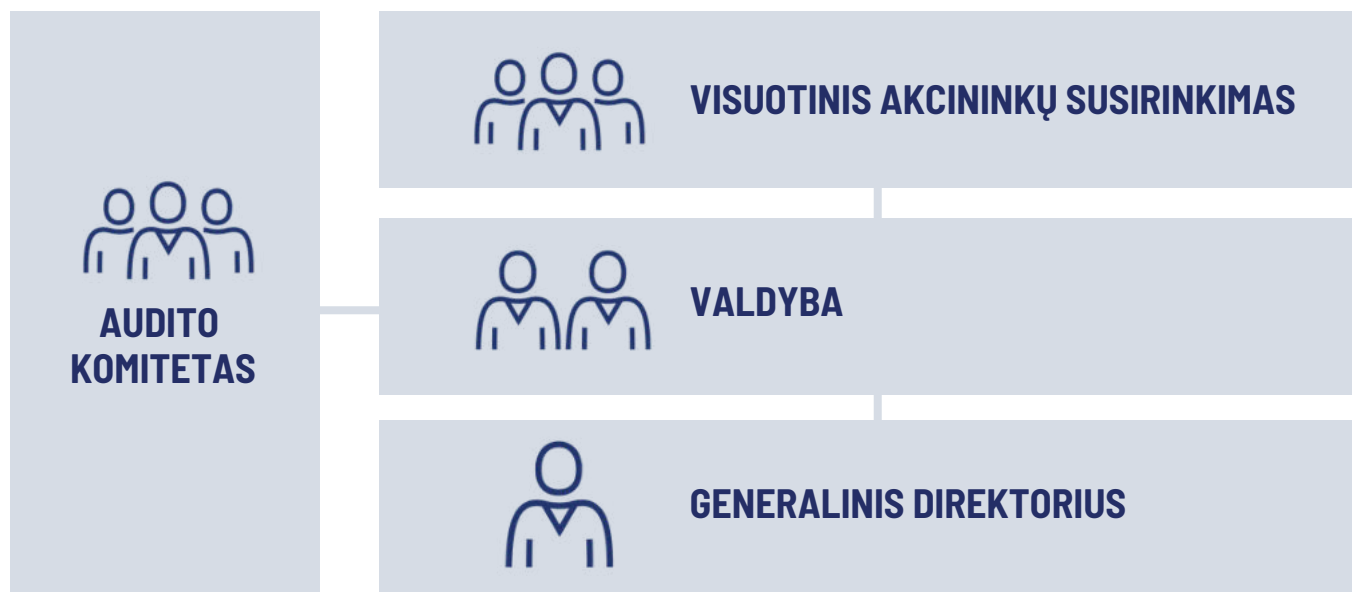 VISUOTINIS AKCININKŲ SUSIRINKIMAS
AUDITO
KOMITETAS
VALDYBA
GENERALINIS DIREKTORIUS